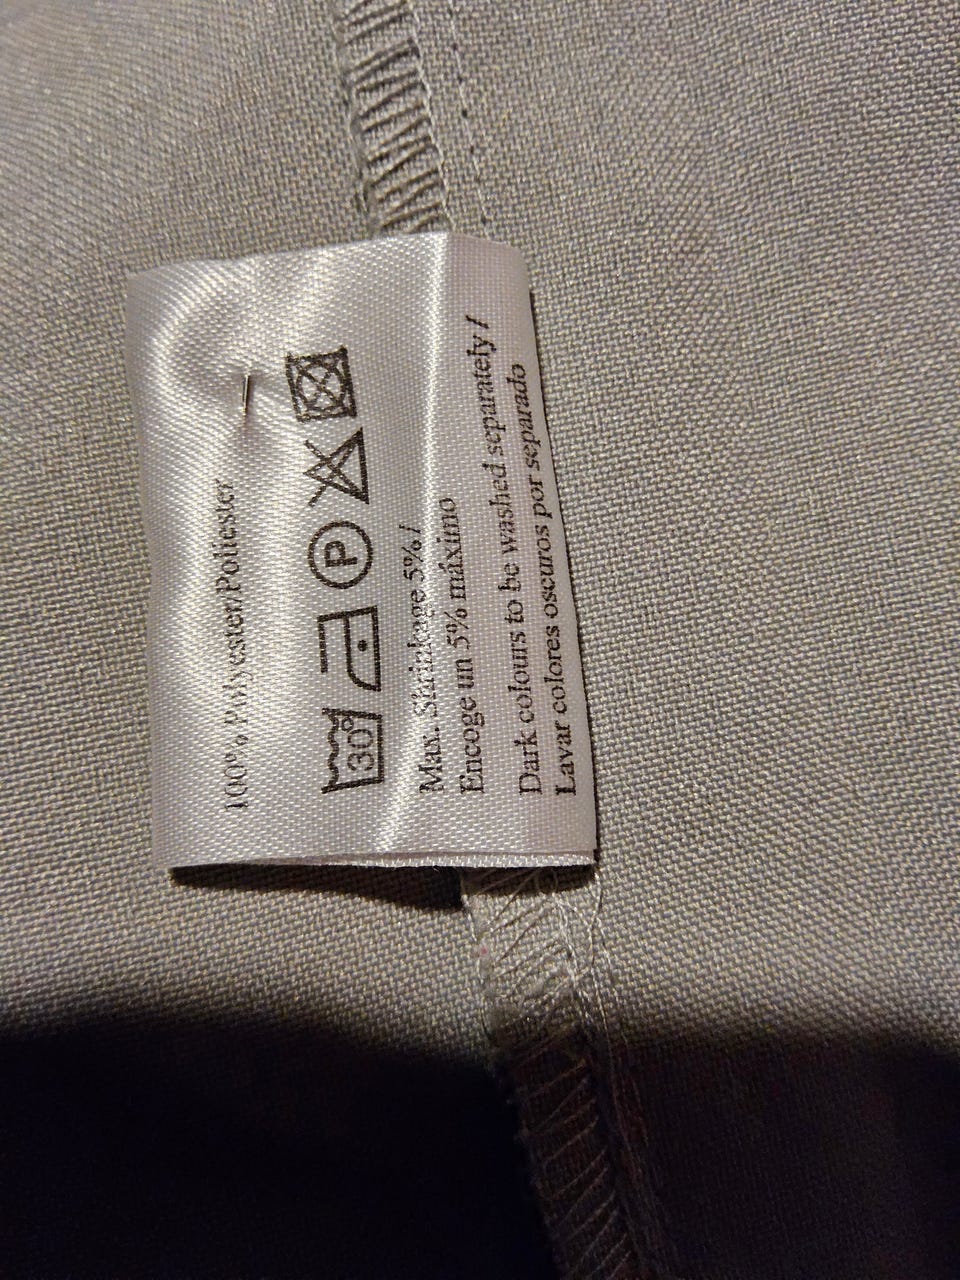 100% Polyester/Poliester
30° P
Max. Shrinkage 5%/
Encoge un 5% máximo
Dark colours to be washed separately /
Lavar colores oscuros por separado